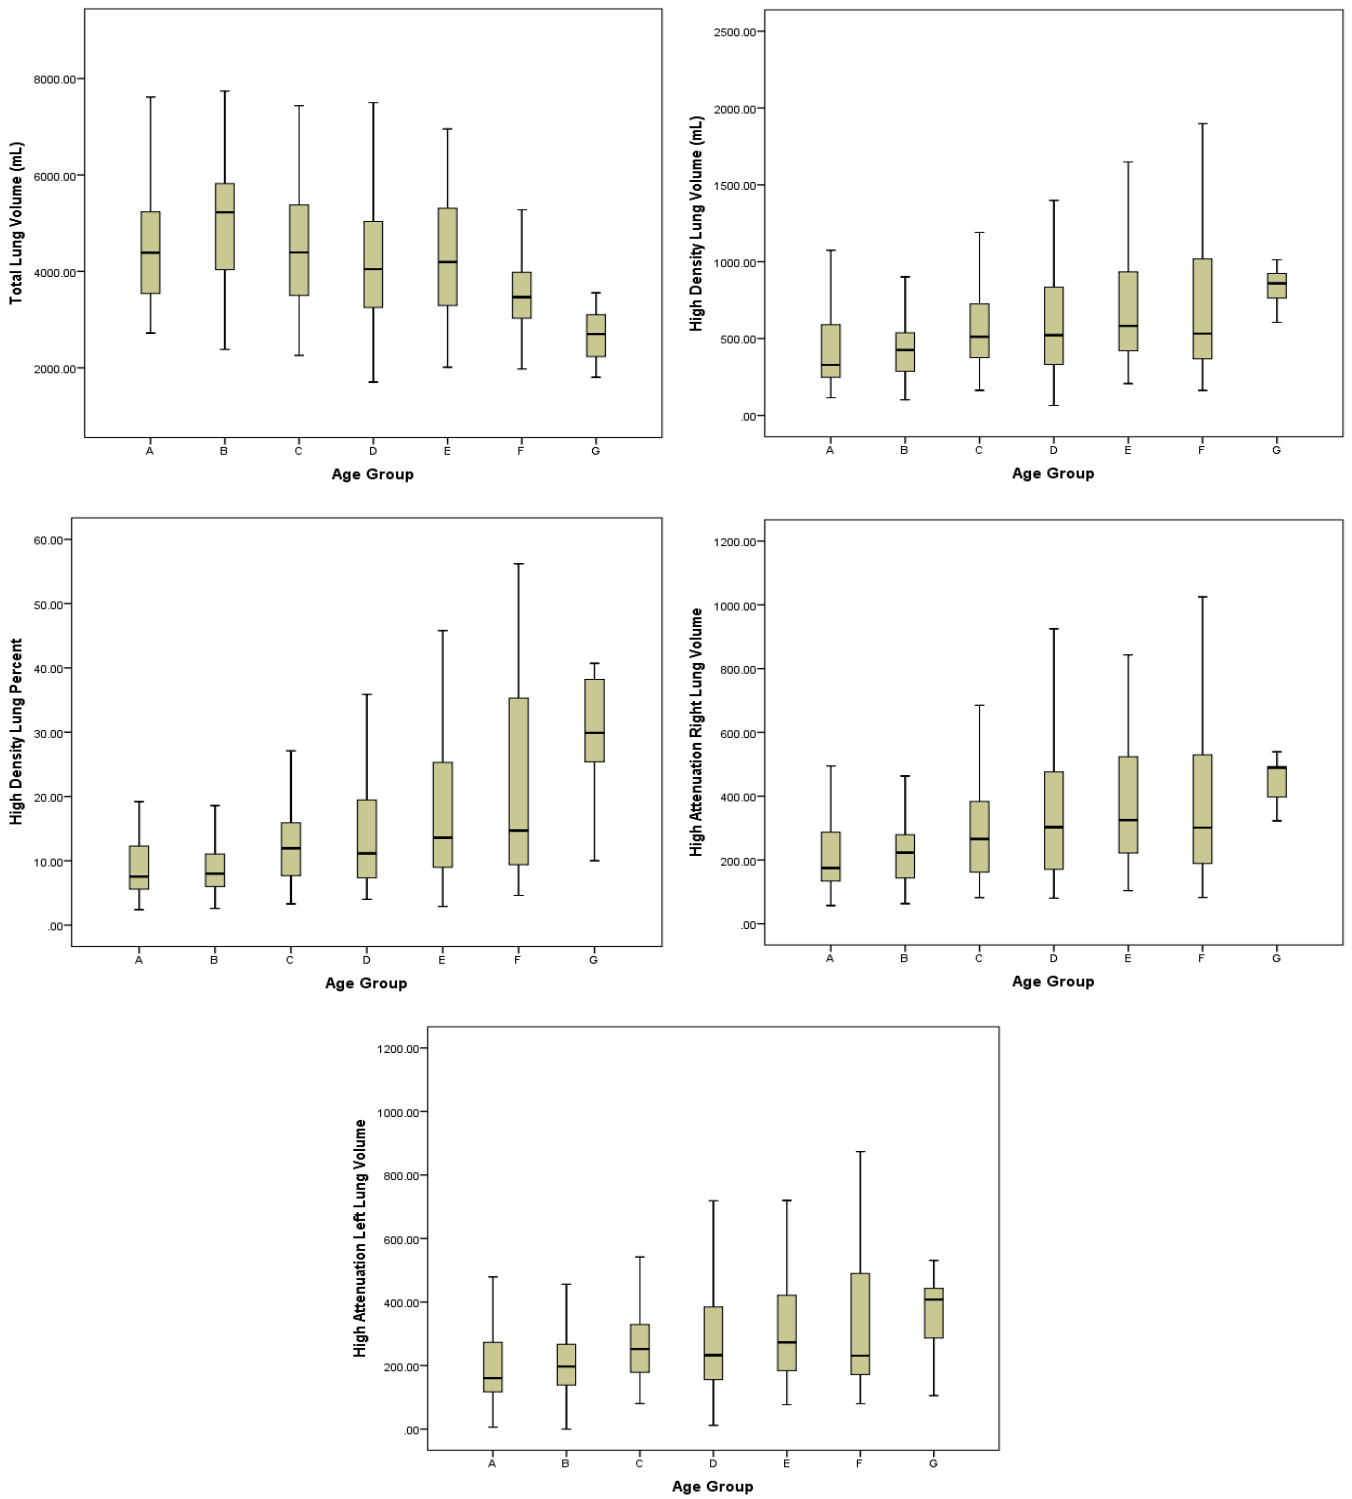 Total Lung Volume (mL)
8000.00
6000.00
4000.00
2000.00
A B C D E F G
Age Group
High Density Lung Volume (mL)
2500.00
2000.00
1500.00
1000.00
500.00
.00
A B C D E F G
Age Group
High Density Lung Percent
60.00
50.00
40.00
30.00
20.00
10.00
.00
A B C D E F G
Age Group
High Attenuation Right Lung Volume
1200.00
1000.00
800.00
600.00
400.00
200.00
.00
A B C D E F G
Age Group
High Attenuation Left Lung Volume
1200.00
1000.00
800.00
600.00
400.00
200.00
.00
A B C D E F G
Age Group